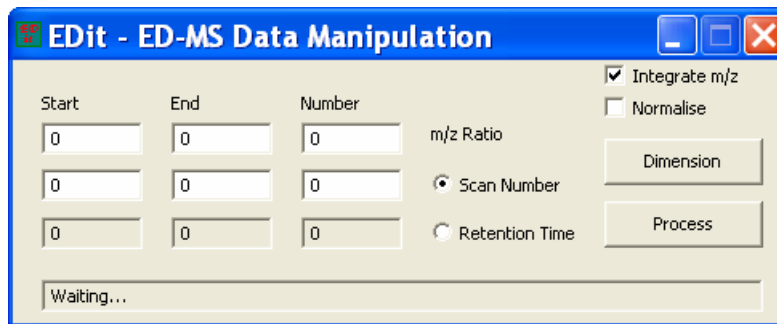 EDit - ED-MS Data Manipulation
Integrate m/z
Start End Number
Normalise
0 0 0 m/z Ratio
Dimension
0 0 0 Scan Number
0 0 0 Retention Time
Process
Waiting...